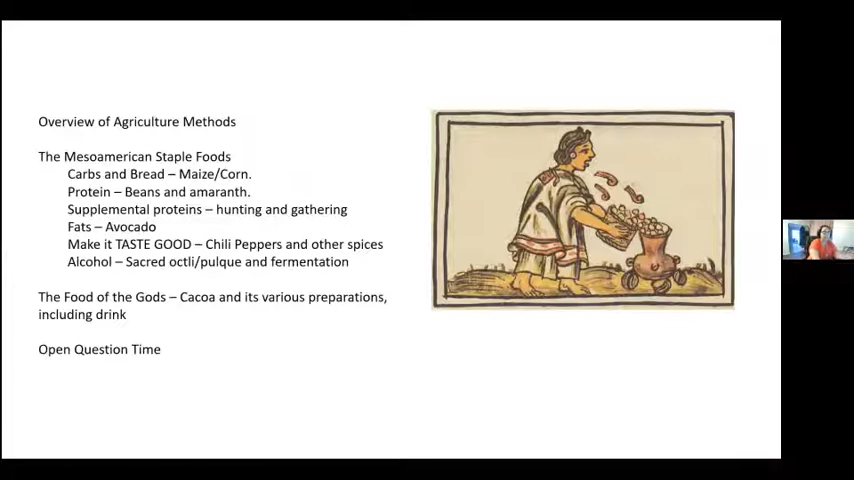 Overview of Agriculture Methods
The Mesoamerican Staple Foods
Carbs and Bread – Maize/Corn.
Protein – Beans and amaranth.
Supplemental proteins – hunting and gathering
Fats – Avocado
Make it TASTE GOOD – Chili Peppers and other spices
Alcohol – Sacred octli/pulque and fermentation
The Food of the Gods – Cacoa and its various preparations,
including drink
Open Question Time